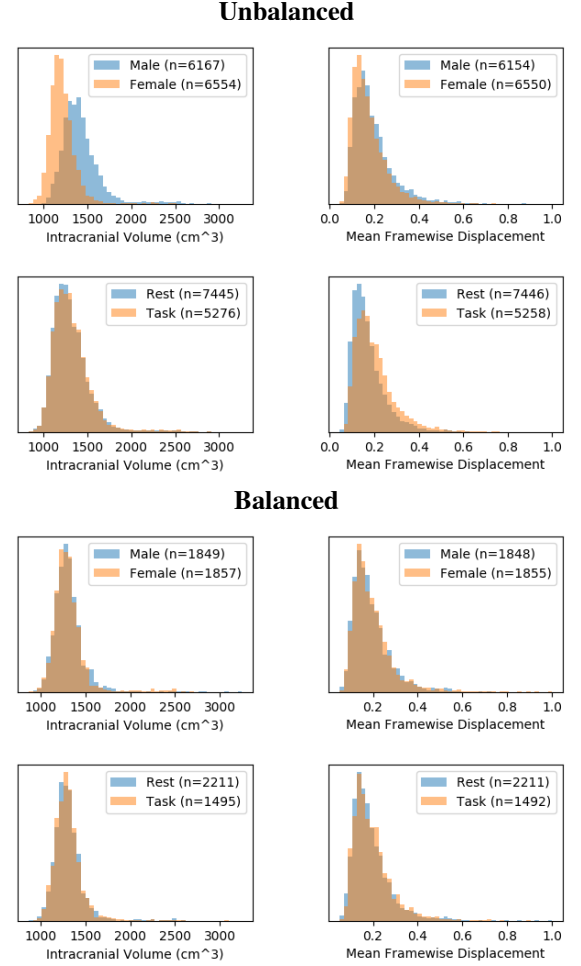 Unbalanced
Male (n=6167)
Female (n=6554)
1000 1500 2000 2500 3000
Intracranial Volume (cm^3)
Male (n=6154)
Female (n=6550)
0.0 0.2 0.4 0.6 0.8 1.0
Mean Framewise Displacement
Rest (n=7445)
Task (n=5276)
1000 1500 2000 2500 3000
Intracranial Volume (cm^3)
Rest (n=7446)
Task (n=5258)
0.0 0.2 0.4 0.6 0.8 1.0
Mean Framewise Displacement
Balanced
Male (n=1849)
Female (n=1857)
1000 1500 2000 2500 3000
Intracranial Volume (cm^3)
Male (n=1848)
Female (n=1855)
0.2 0.4 0.6 0.8 1.0
Mean Framewise Displacement
Rest (n=2211)
Task (n=1495)
1000 1500 2000 2500 3000
Intracranial Volume (cm^3)
Rest (n=2211)
Task (n=1492)
0.2 0.4 0.6 0.8 1.0
Mean Framewise Displacement